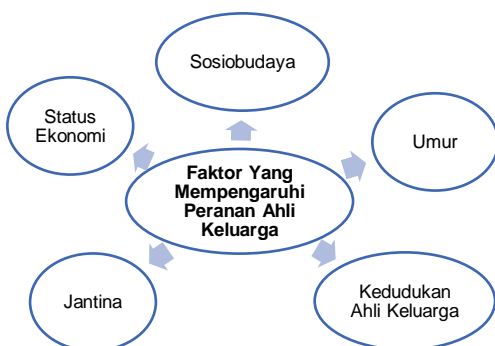 Sosiobudaya
Status
Ekonomi
Umur
Faktor Yang
Mempengaruhi
Peranan Ahli
Keluarga
Jantina
Kedudukan
Ahli Keluarga